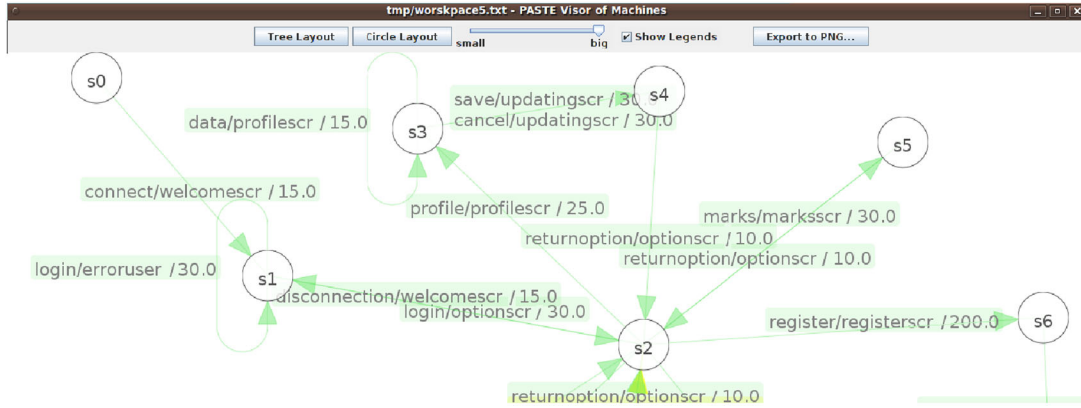 tmp/worskpace5.txt - PASTE Visor of Machines
Tree Layout Circle Layout small big Show Legends Export to PNG...
s0
s4
save/updatingscr / 30.0
data/profilescr / 15.0
cancel/updatingscr / 30.0
s3
s5
connect/welcomescr / 15.0
profile/profilescr / 25.0
marks/marksscr / 30.0
returnoption/optionscr / 10.0
returnoption/optionscr / 10.0
login/erroruser / 30.0
s1
disconnection/welcomescr / 15.0
login/optionscr / 30.0
s6
register/registerscr / 200.0
s2
returnoption/optionscr / 10.0